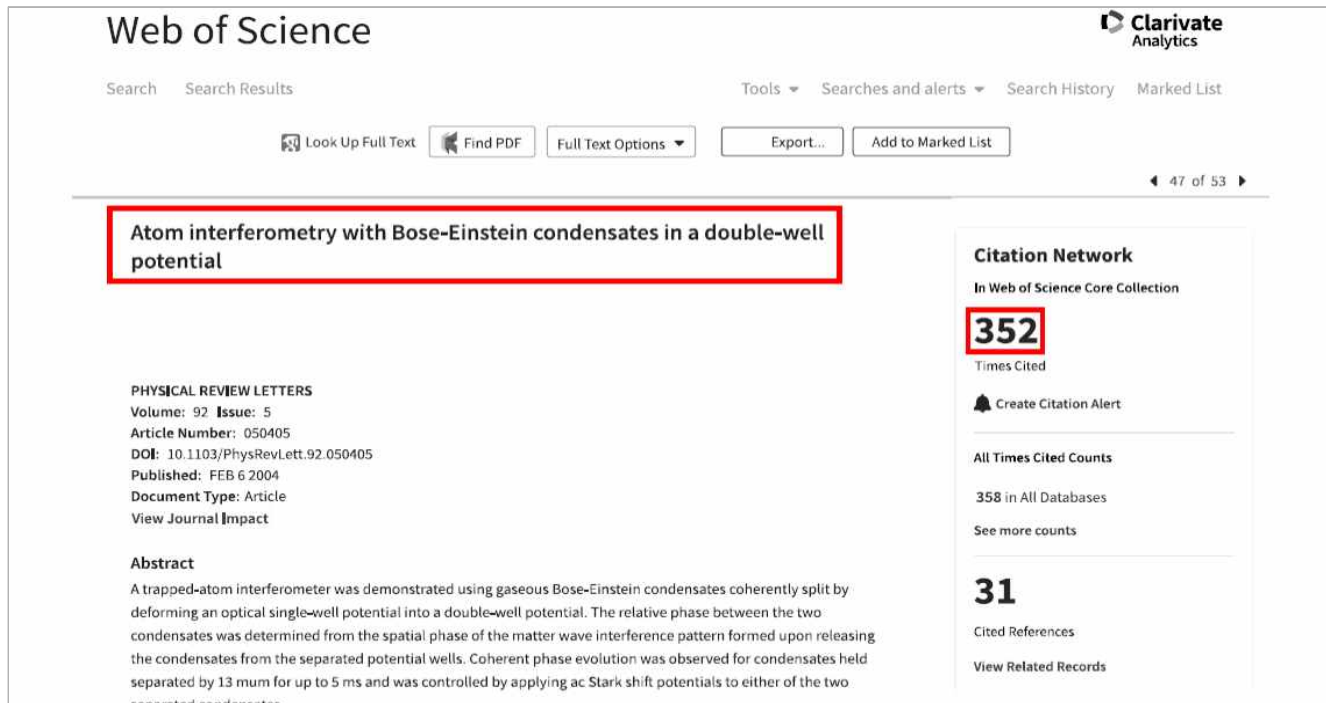 Web of Science
Clarivate
Analytics
Search Search Results Tools Searches and alerts Search History Marked List
Look Up Full Text Find PDF Full Text Options Export... Add to Marked List
47 of 53
Atom interferometry with Bose-Einstein condensates in a double-well
potential
PHYSICAL REVIEW LETTERS
Volume: 92 Issue: 5
Article Number: 050405
DOI: 10.1103/PhysRevLett.92.050405
Published: FEB 6 2004
Document Type: Article
View Journal Impact
Abstract
A trapped-atom interferometer was demonstrated using gaseous Bose-Einstein condensates coherently split by
deforming an optical single-well potential into a double-well potential. The relative phase between the two
condensates was determined from the spatial phase of the matter wave interference pattern formed upon releasing
the condensates from the separated potential wells. Coherent phase evolution was observed for condensates held
separated by 13 mum for up to 5 ms and was controlled by applying ac Stark shift potentials to either of the two
Citation Network
In Web of Science Core Collection
352
Times Cited
Create Citation Alert
All Times Cited Counts
358 in All Databases
See more counts
31
Cited References
View Related Records